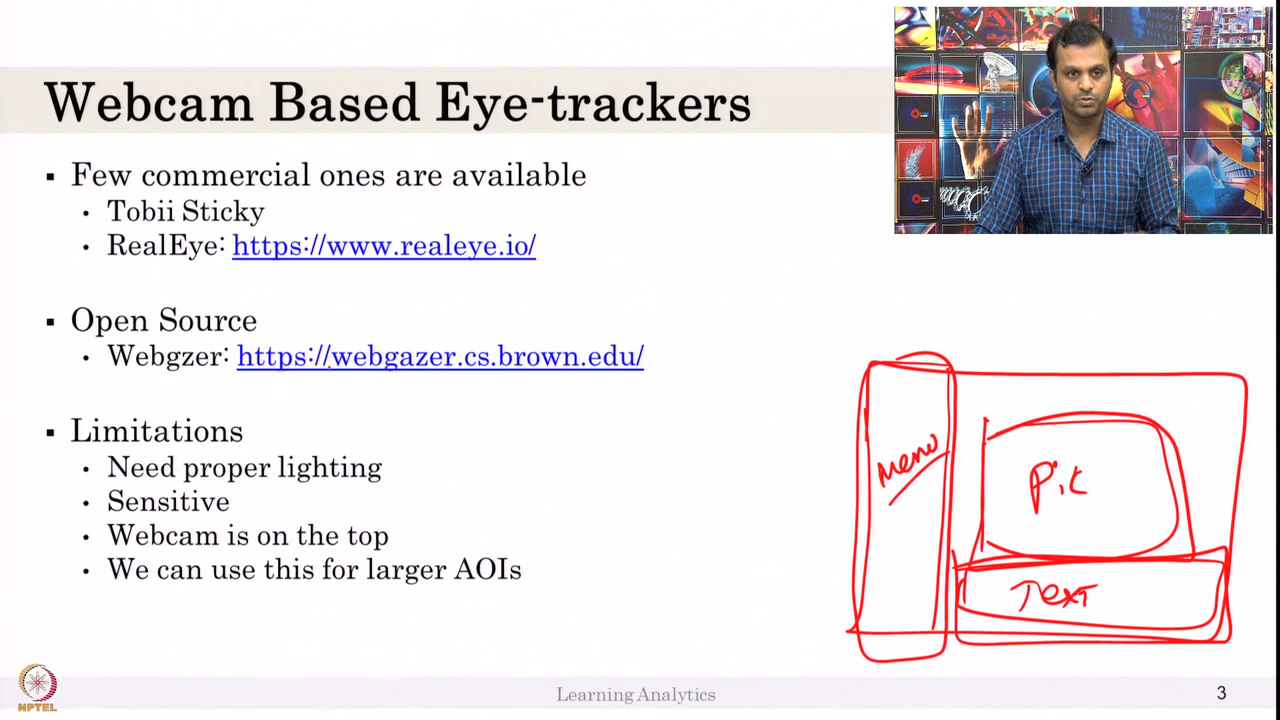 Webcam Based Eye-trackers
▪ Few commercial ones are available
• Tobii Sticky
• RealEye: https://www.realeye.io/
▪ Open Source
• Webgzer: https://webgazer.cs.brown.edu/
▪ Limitations
• Need proper lighting
• Sensitive
• Webcam is on the top
• We can use this for larger AOIs
Menu
Pic
Text
NPTEL
Learning Analytics
3